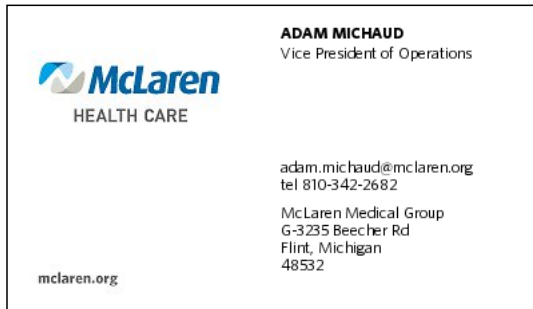 McLaren
HEALTH CARE
mclaren.org
ADAM MICHAUD
Vice President of Operations
adam.michaud@mclaren.org
tel 810-342-2682
McLaren Medical Group
G-3235 Beecher Rd
Flint, Michigan
48532